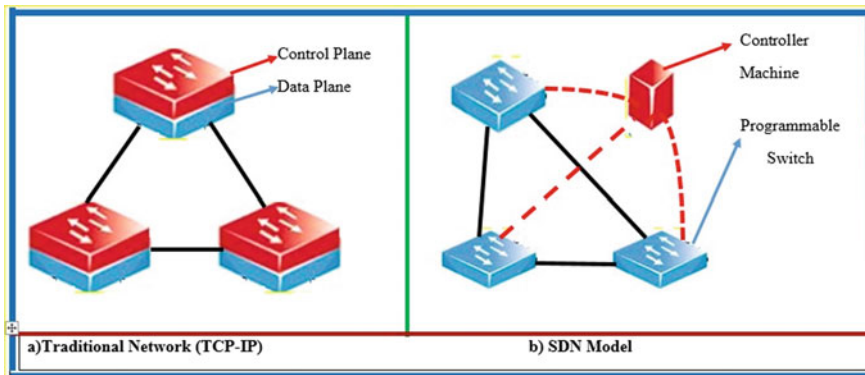 Control Plane
Data Plane
a)Traditional Network (TCP-IP)
Controller
Machine
Programmable
Switch
b) SDN Model